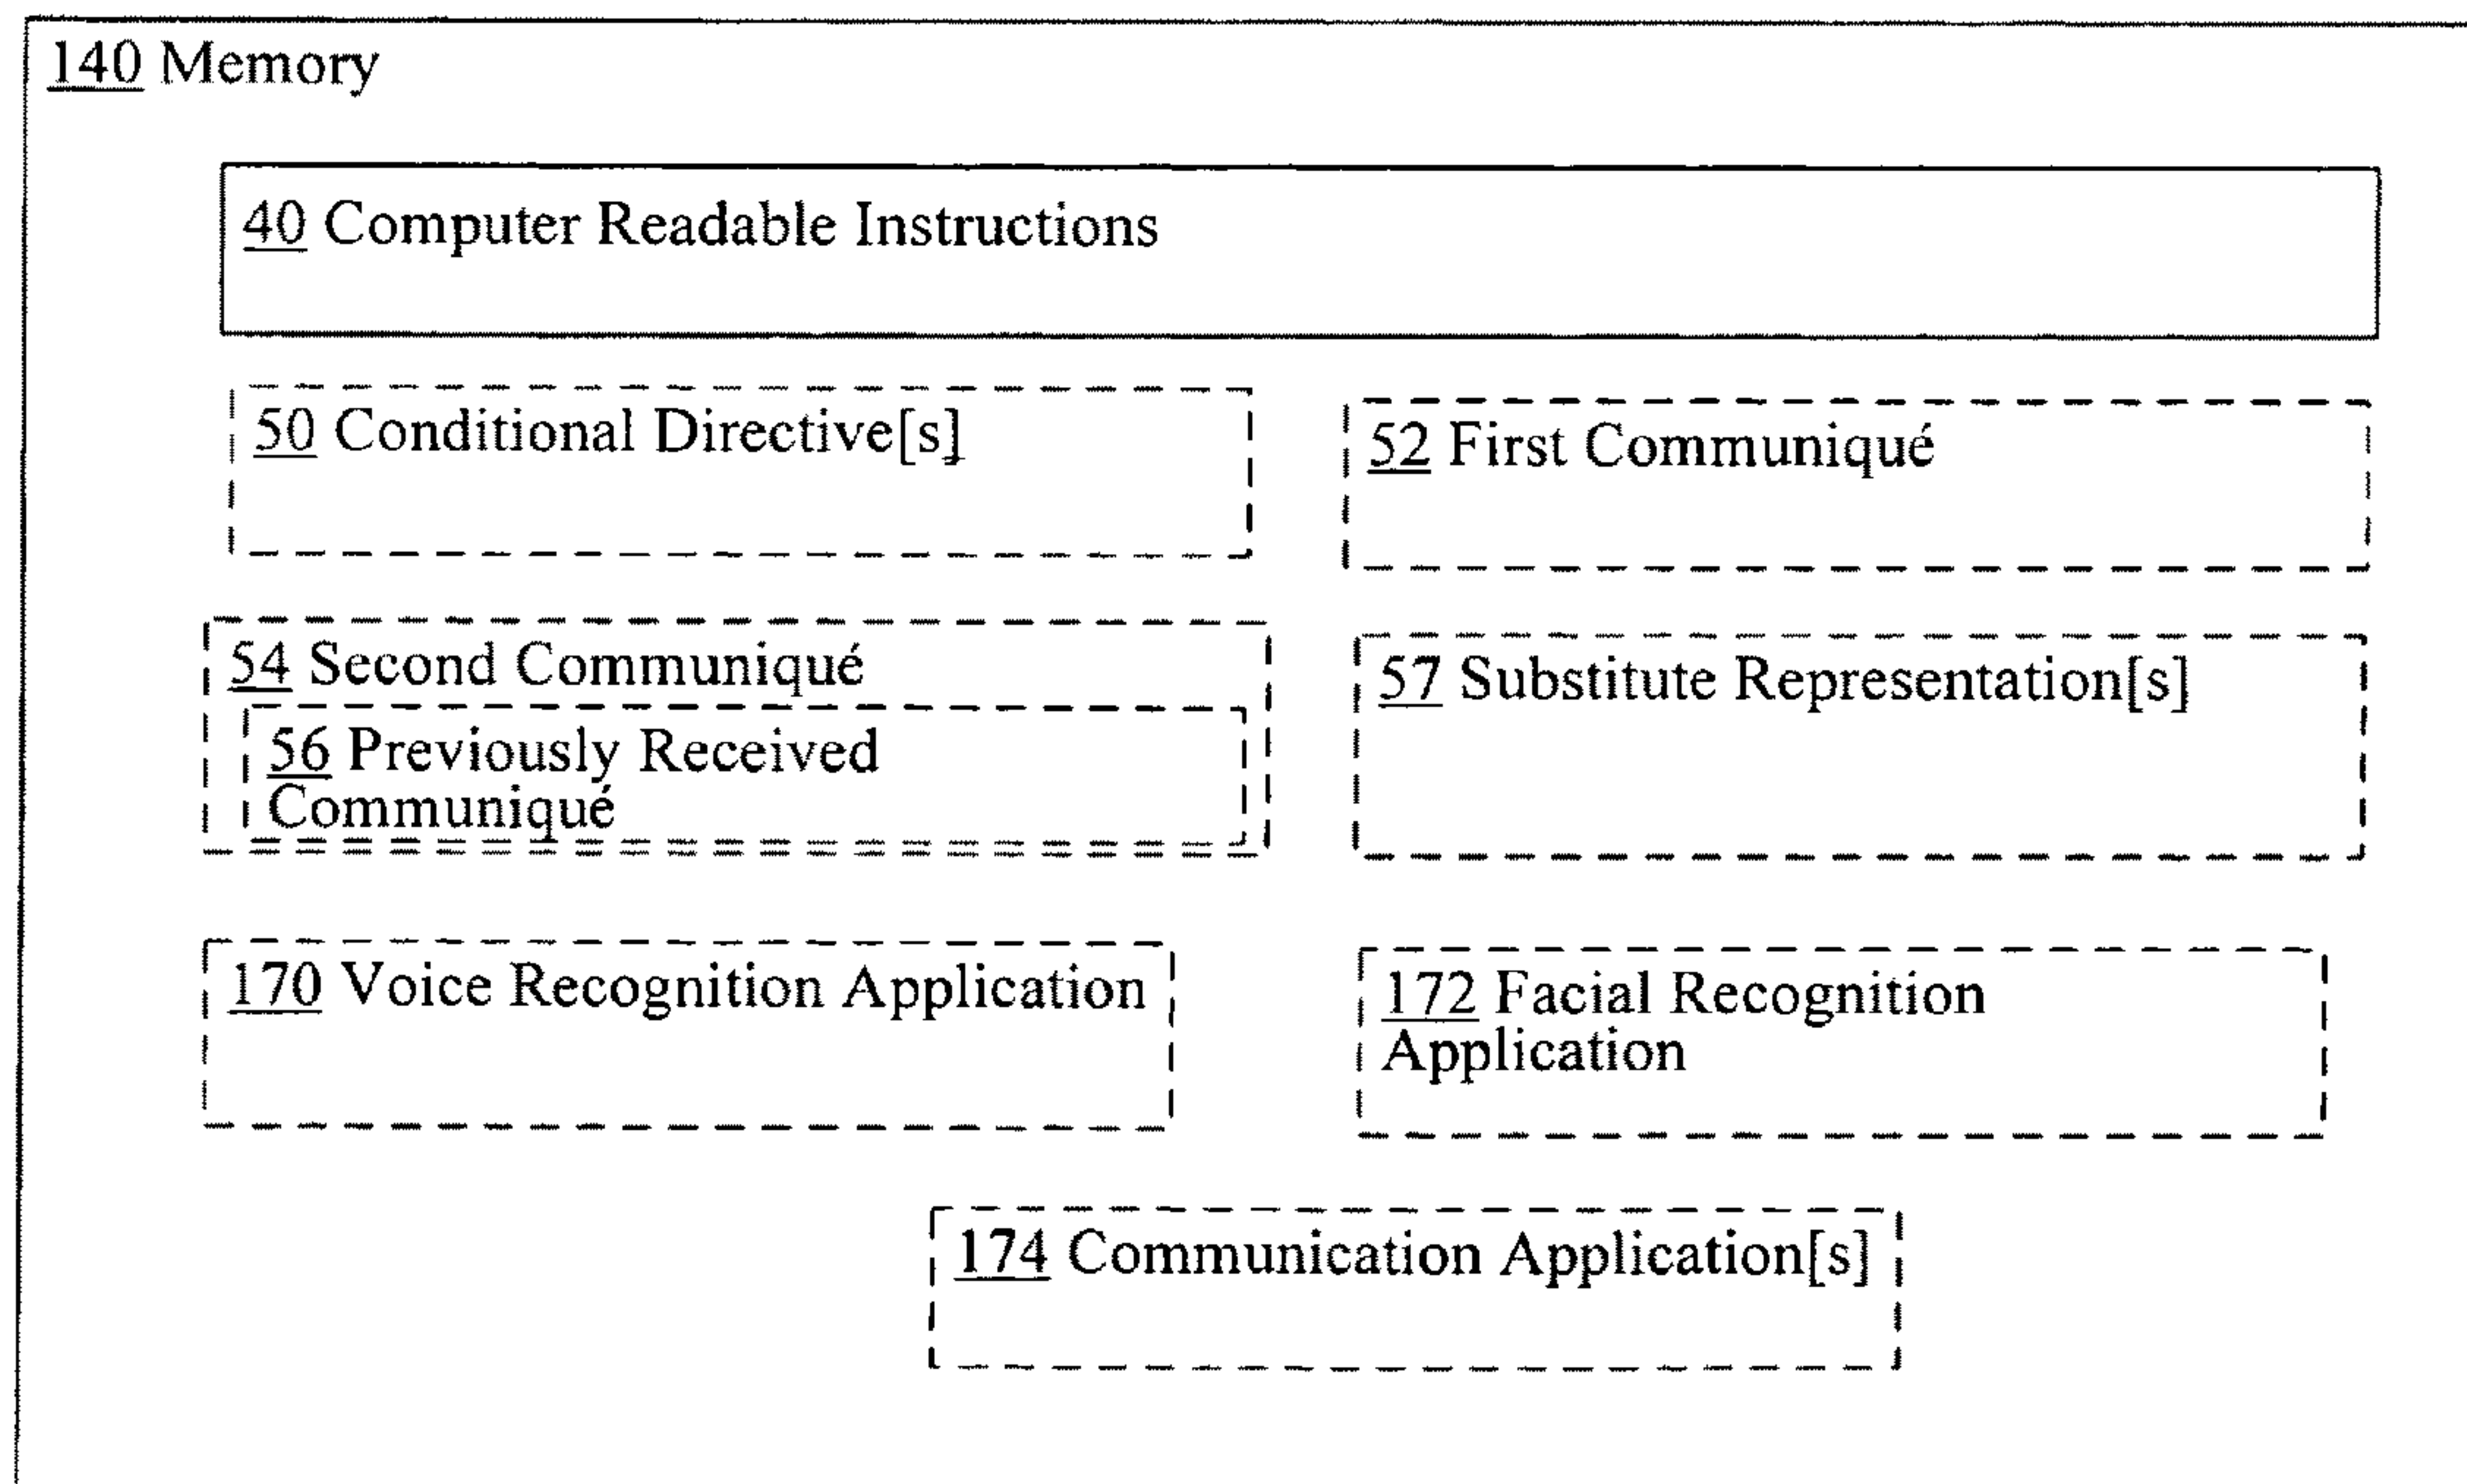 140 Memory
40 Computer Readable Instructions
50 Conditional Directive[s]
52 First Communiqué
54 Second Communiqué
56 Previously Received
Communiqué
57 Substitute Representation[s]
170 Voice Recognition Application
172 Facial Recognition
Application
174 Communication Application[s]